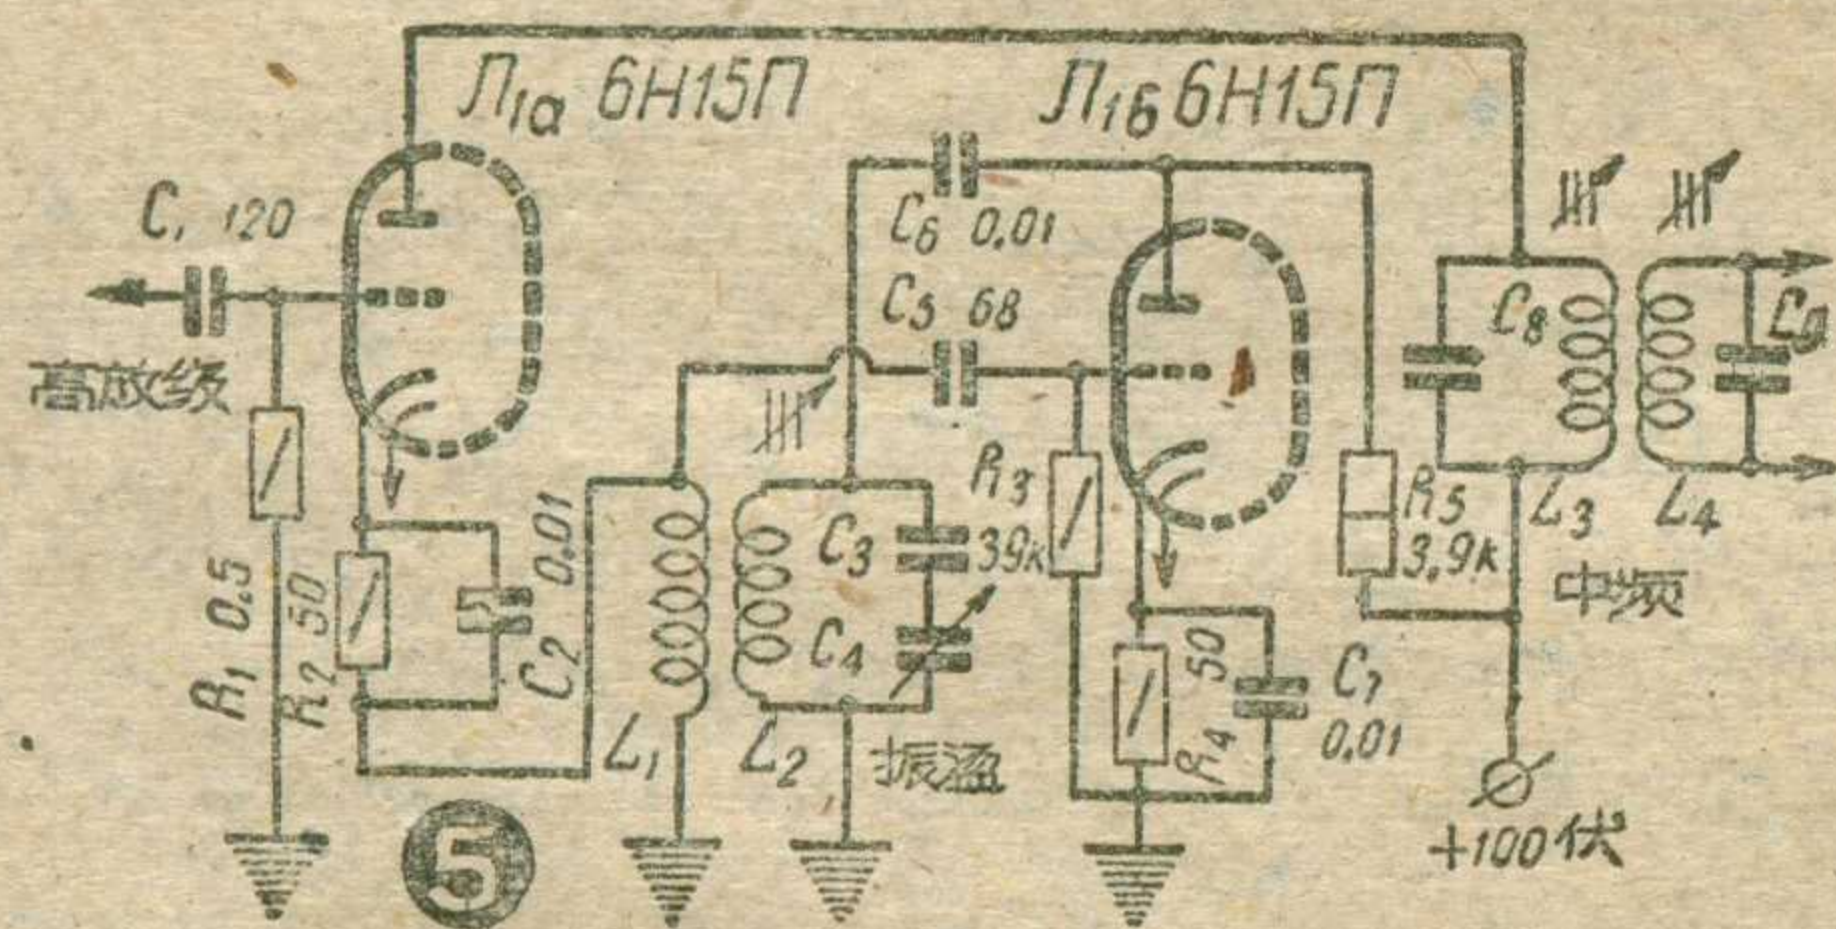 Л1а 6Н15П
Л1б 6Н15П
C1 120
C6 0.01
C5 68
C8
C9
高放级
R3
39к
R5
3.9к
L3
L4
中频
C3
C4
R1 0.5
R2 50
C2 0.01
L1
L2
振盪
R4 50
C7
0.01
5
+100伏